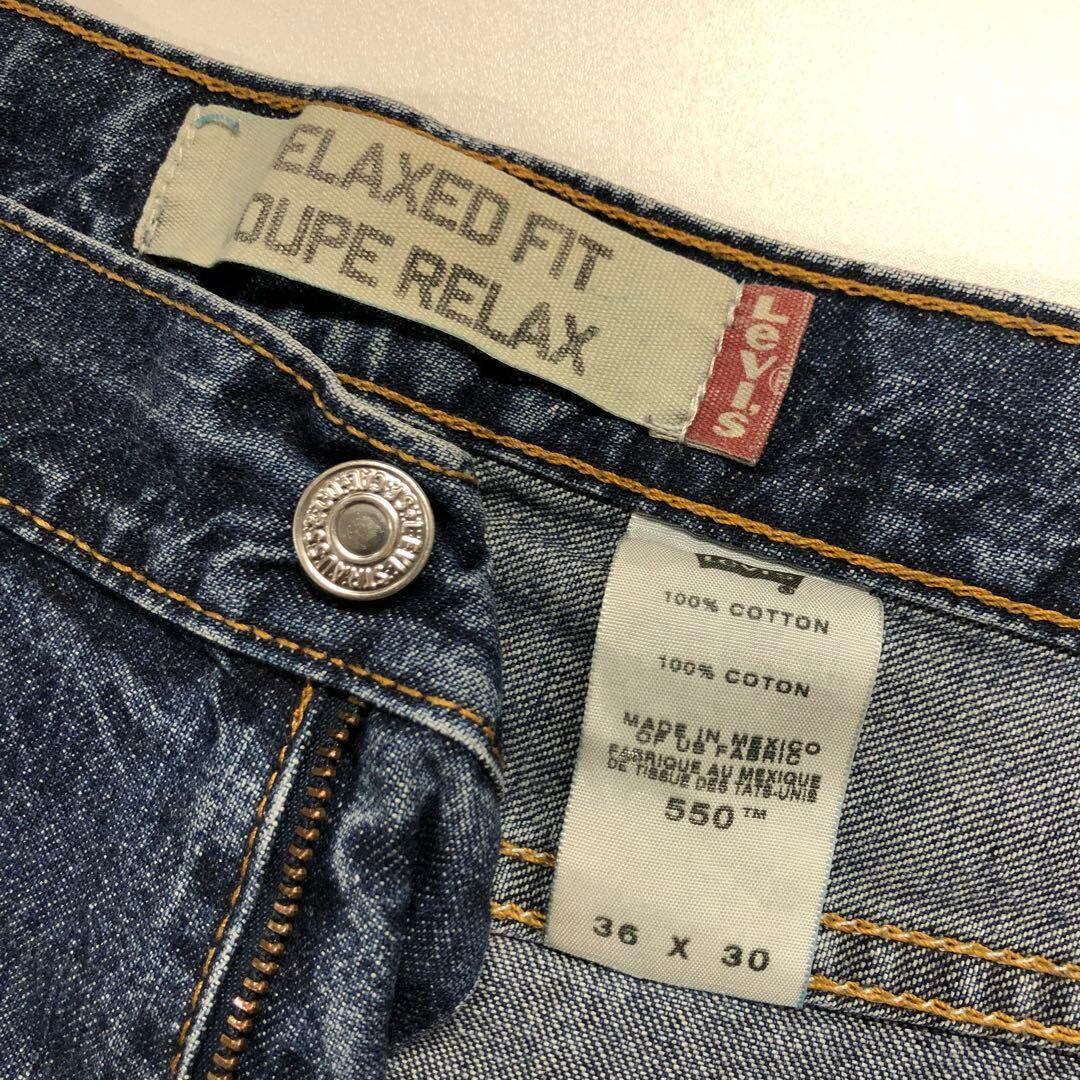 ELAXED FIT
OUPE RELAX
LEVI'S
®
100% COTTON
100% COTON
MADE IN MEXICO
OF US FABRIC
FABRIQUE AU MEXIQUE
DE TISSUE DES TATS-UNIS
550™
36 X 30